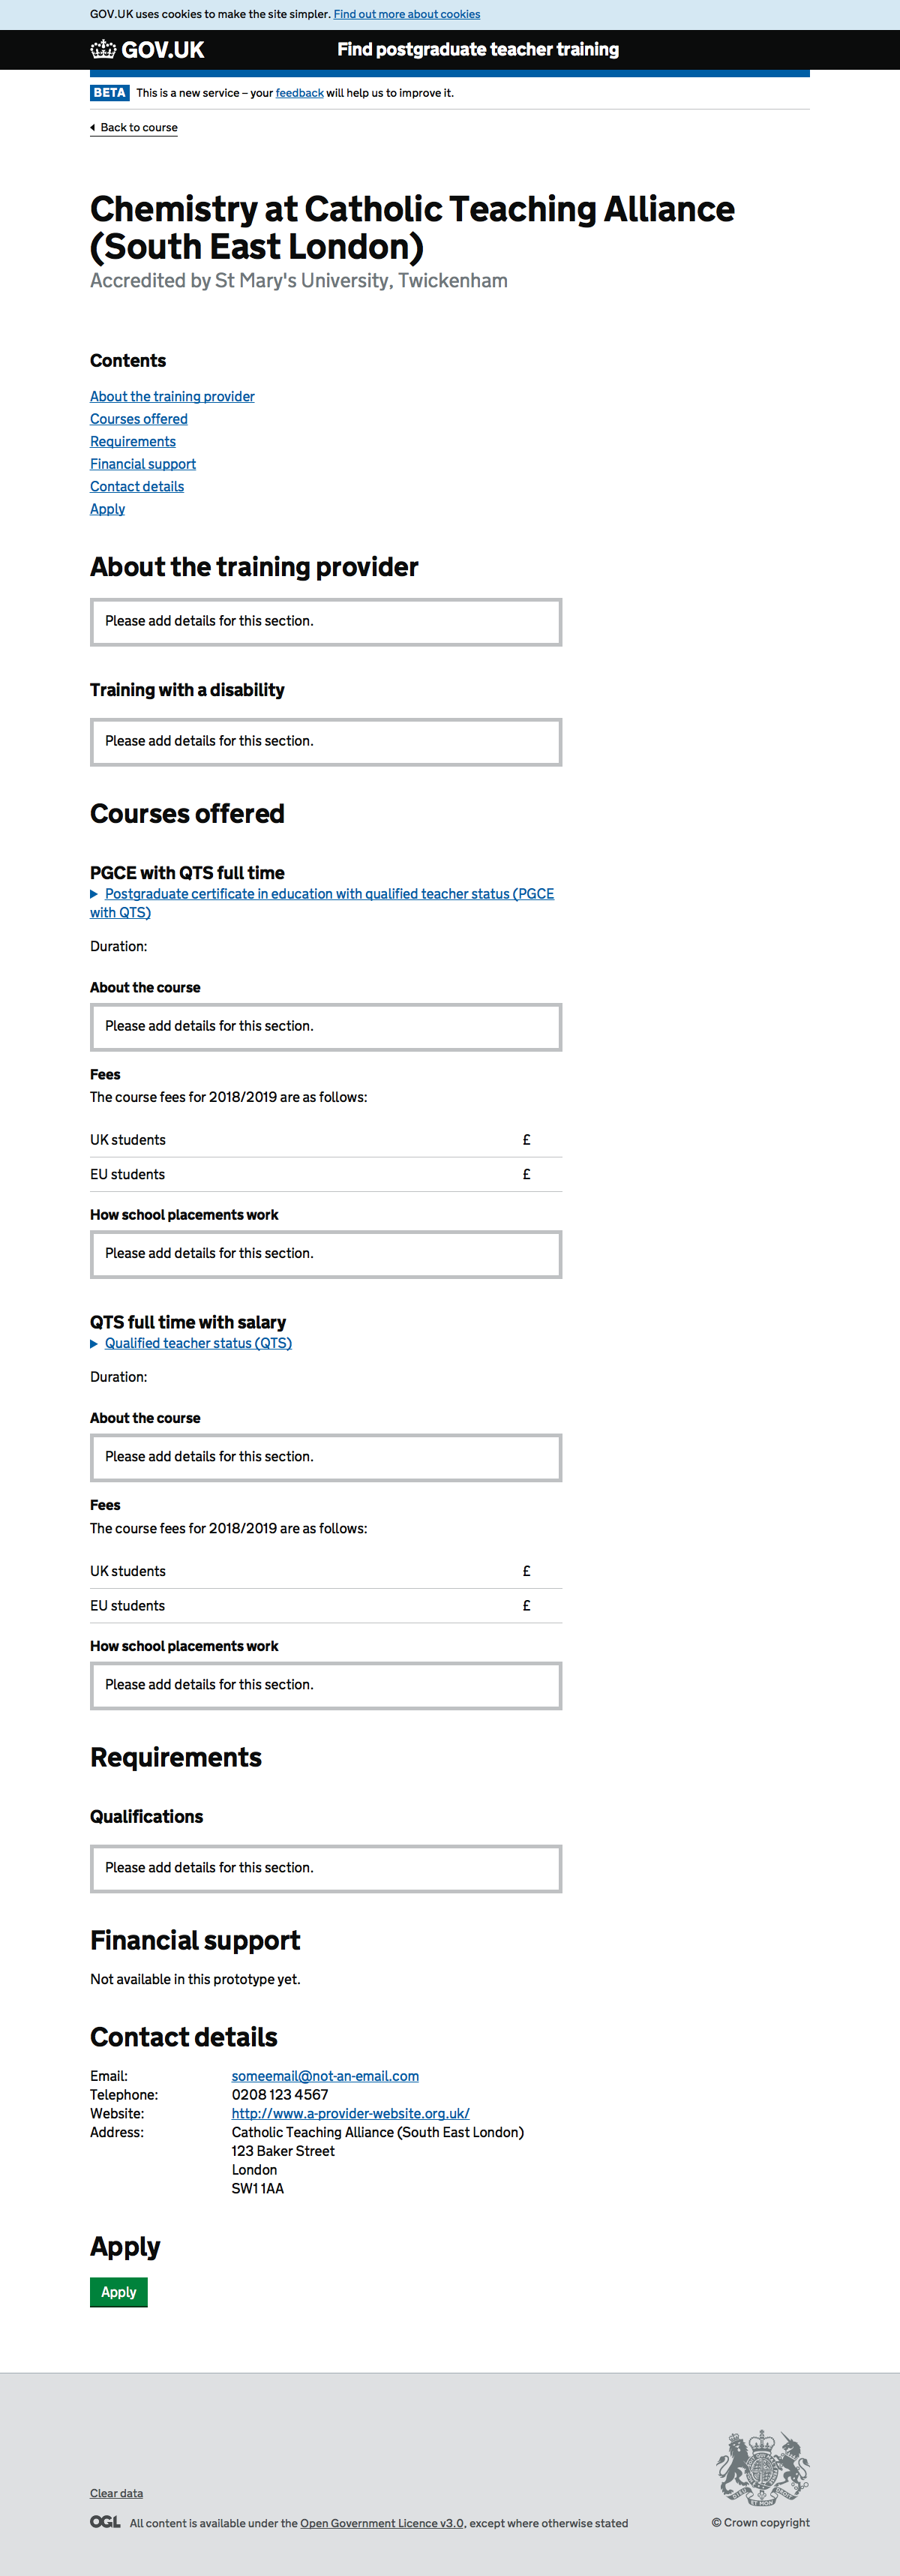 GOV.UK uses cookies to make the site simpler. Find out more about cookies
GOV.UK Find postgraduate teacher training
BETA This is a new service – your feedback will help us to improve it.
Back to course
Chemistry at Catholic Teaching Alliance
(South East London)
Accredited by St Mary's University, Twickenham
Contents
About the training provider
Courses offered
Requirements
Financial support
Contact details
Apply
About the training provider
Please add details for this section.
Training with a disability
Please add details for this section.
Courses offered
PGCE with QTS full time
Postgraduate certificate in education with qualified teacher status (PGCE
with QTS)
Duration:
About the course
Please add details for this section.
Fees
The course fees for 2018/2019 are as follows:
UK students £
EU students £
How school placements work
Please add details for this section.
QTS full time with salary
Qualified teacher status (QTS)
Duration:
About the course
Please add details for this section.
Fees
The course fees for 2018/2019 are as follows:
UK students £
EU students £
How school placements work
Please add details for this section.
Requirements
Qualifications
Please add details for this section.
Financial support
Not available in this prototype yet.
Contact details
Email: someemail@not-an-email.com
Telephone: 0208 123 4567
Website: http://www.a-provider-website.org.uk/
Address: Catholic Teaching Alliance (South East London)
123 Baker Street
London
SW1 1AA
Apply
Apply
Clear data
OGL All content is available under the Open Government Licence v3.0, except where otherwise stated
© Crown copyright